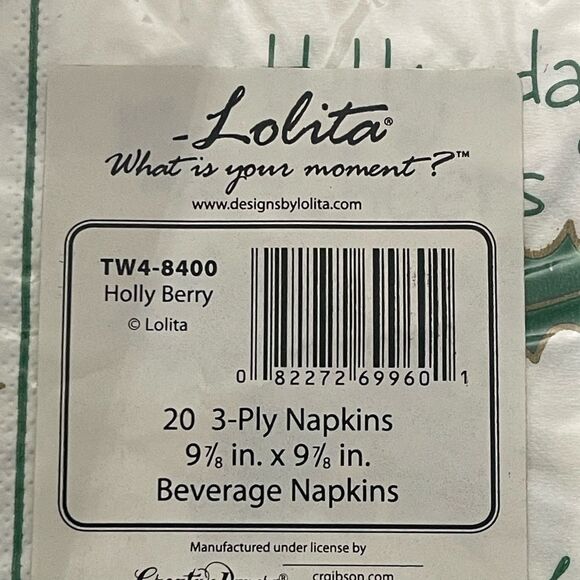 Lolita®
What is your moment?™
www.designsbylolita.com
TW4-8400
Holly Berry
© Lolita
0 82272 69960 1
20 3-Ply Napkins
9⅞ in. x 9⅞ in.
Beverage Napkins
Manufactured under license by
crgibson.com